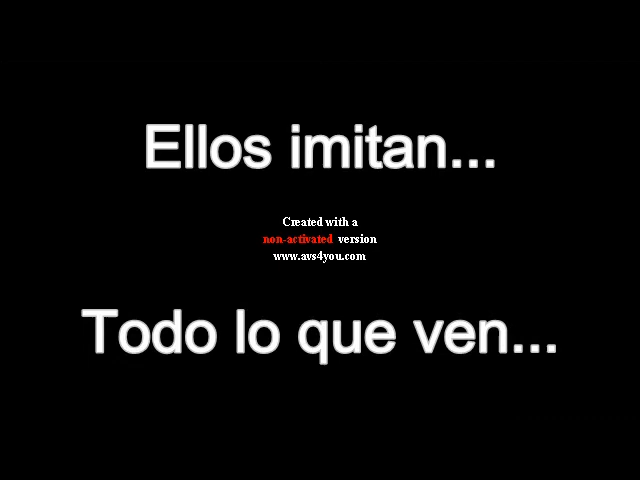 Ellos imitan...
Created with a
non-activated version
www.avs4you.com
Todo lo que ven...